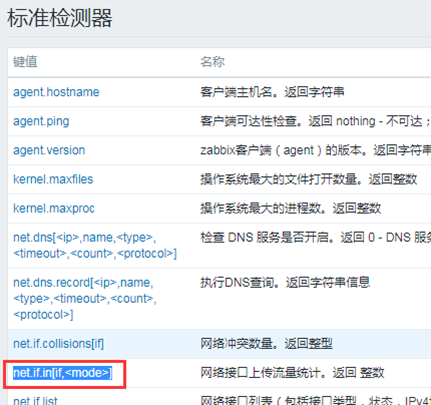 标准检测器
键值 名称
agent.hostname 客户端主机名。返回字符串
agent.ping 客户端可达性检查。返回 nothing - 不可达；
agent.version zabbix客户端（agent）的版本。返回字符串
kernel.maxfiles 操作系统最大的文件打开数量。返回整数
kernel.maxproc 操作系统最大的进程数。返回整数
net.dns[<ip>,name,<type>, 检查 DNS 服务是否开启。返回 0 - DNS 服务
<timeout>,<count>,<protocol>]
net.dns.record[<ip>,name, 执行DNS查询。返回字符串信息
<type>,<timeout>,<count>,
<protocol>]
net.if.collisions[if] 网络冲突数量。返回整型
net.if.in[if,<mode>] 网络接口上传流量统计。返回 整数
net.if.list 网络接口列表（包括接口类型，状态，IPv4